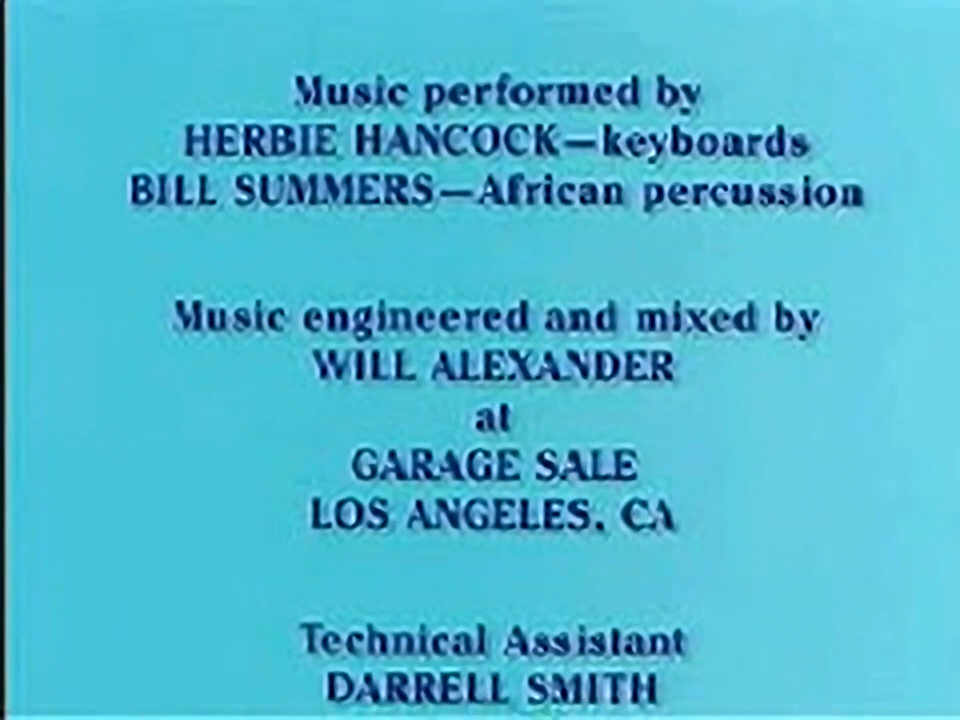 Music performed by
HERBIE HANCOCK—keyboards
BILL SUMMERS—African percussion
Music engineered and mixed by
WILL ALEXANDER
at
GARAGE SALE
LOS ANGELES, CA
Technical Assistant
DARRELL SMITH